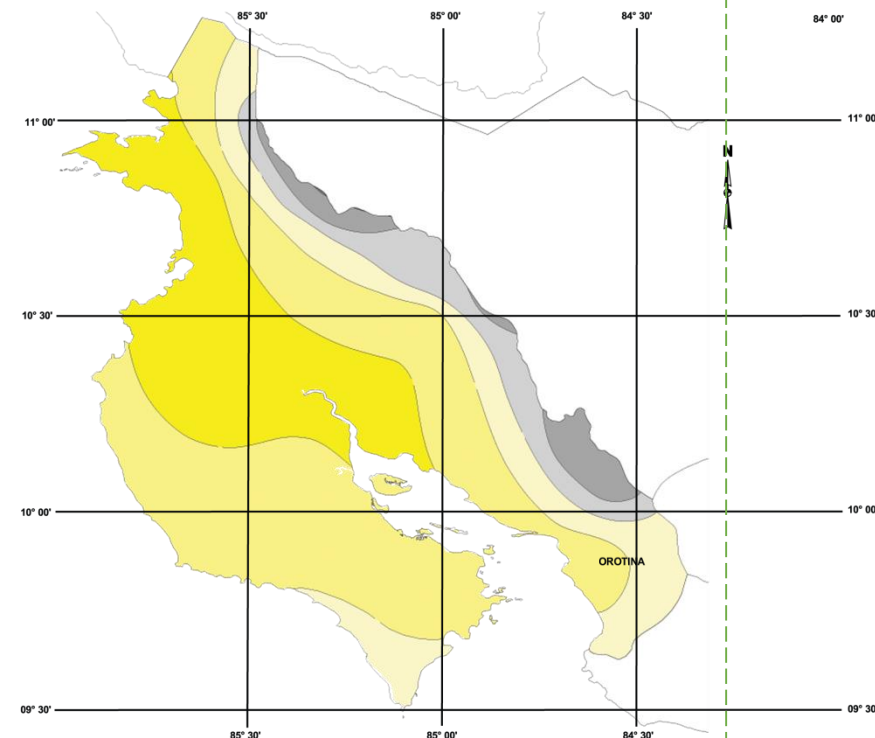 85° 30' 85° 00' 84° 30' 84° 00'
11° 00' 11° 00'
N
10° 30' 10° 30'
10° 00' 10° 00'
OROTINA
09° 30' 09° 30'
85° 30' 85° 00' 84° 30'